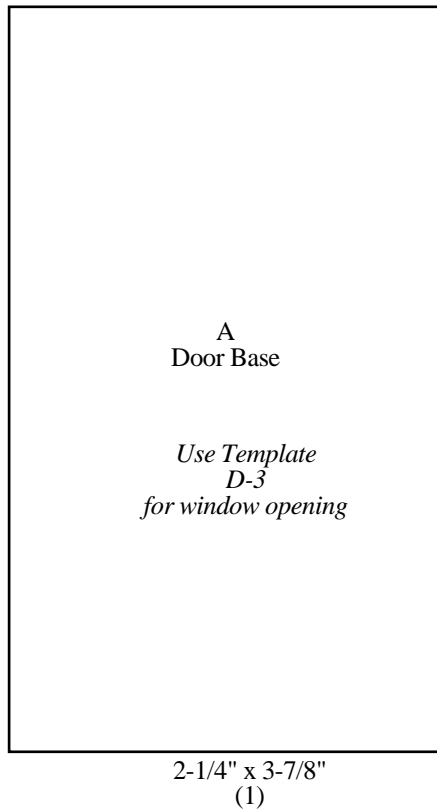 A
Door Base
Use Template
D-3
for window opening
2-1/4" x 3-7/8"
(1)